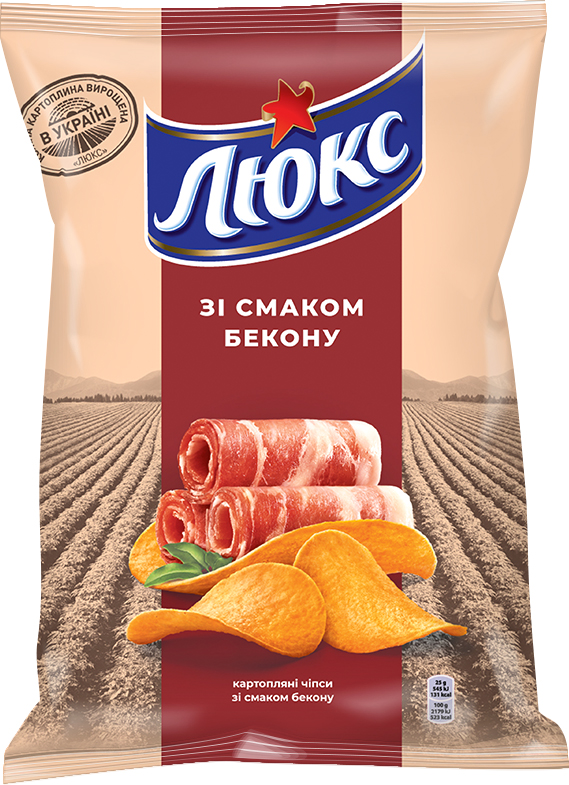 КАРТОПЛИНА ВИРОЩЕНА
В УКРАЇНІ
«ЛЮКС»
Люкс
ЗІ СМАКОМ
БЕКОНУ
картопляні чіпси
зі смаком бекону
25 g
545 kJ
131 kcal
100 g
2179 kJ
523 kcal